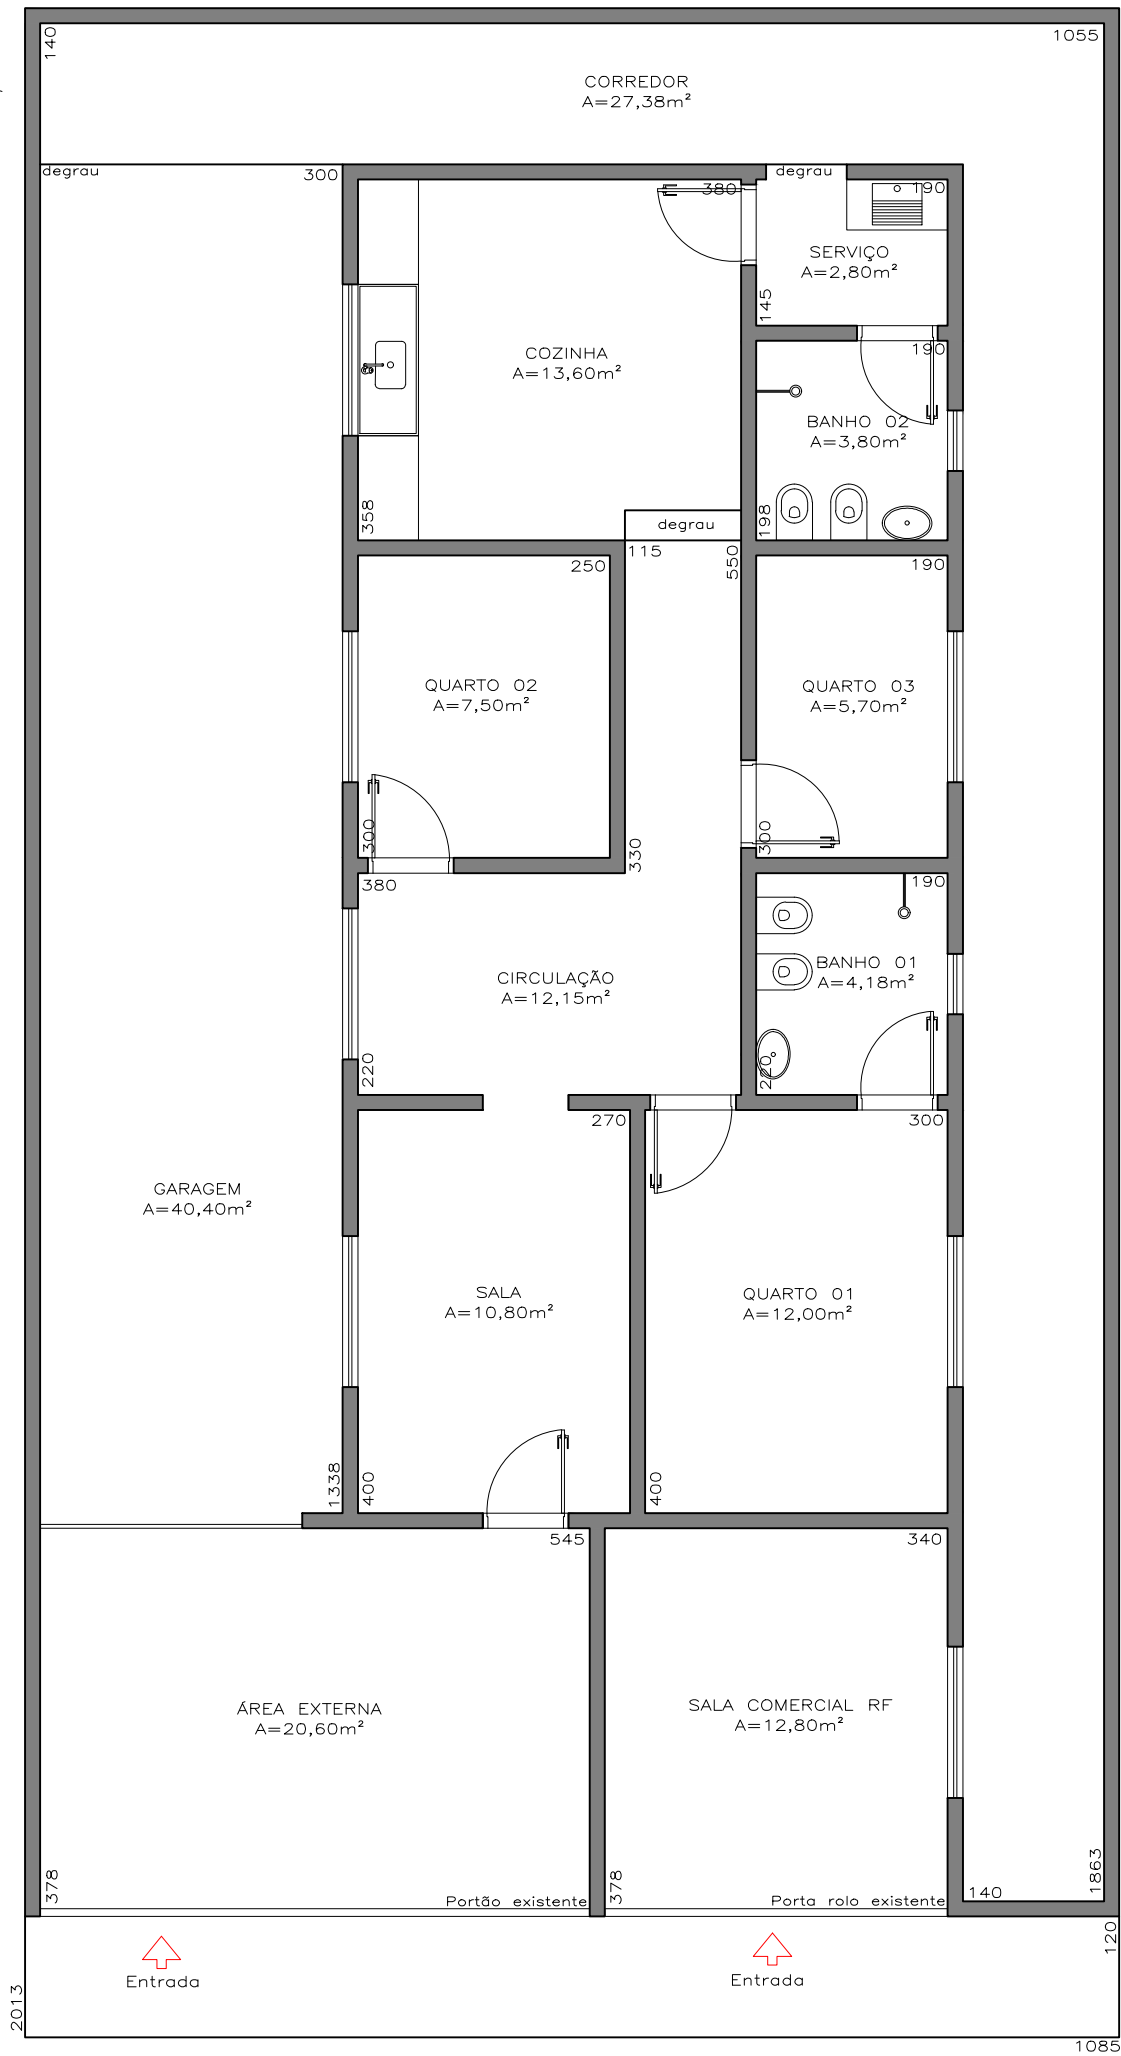 140
1055
CORREDOR
A=27,38m²
degrau
300
380
degrau
190
SERVIÇO
A=2,80m²
145
190
COZINHA
A=13,60m²
BANHO 02
A=3,80m²
358
198
degrau
115
550
250
190
QUARTO 02
A=7,50m²
QUARTO 03
A=5,70m²
300
330
300
380
190
BANHO 01
A=4,18m²
CIRCULAÇÃO
A=12,15m²
220
220
270
300
GARAGEM
A=40,40m²
SALA
A=10,80m²
QUARTO 01
A=12,00m²
1338
400
400
545
340
ÁREA EXTERNA
A=20,60m²
SALA COMERCIAL RF
A=12,80m²
378
378
1863
Portão existente
Porta rolo existente
140
120
Entrada
Entrada
2013
1085